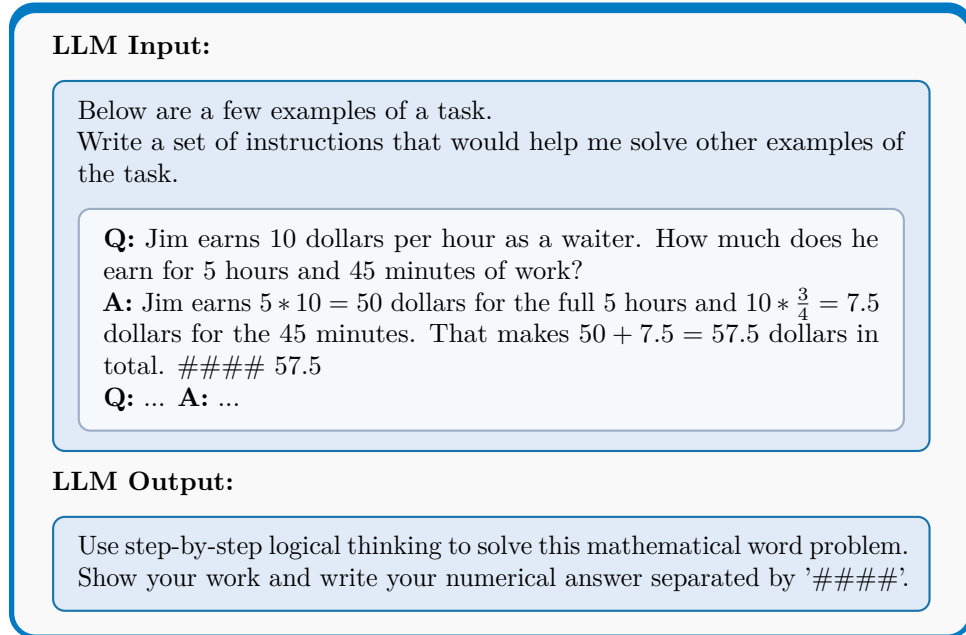 LLM Input:
Below are a few examples of a task.
Write a set of instructions that would help me solve other examples of
the task.
Q: Jim earns 10 dollars per hour as a waiter. How much does he
earn for 5 hours and 45 minutes of work?
A: Jim earns 5 ∗ 10 = 50 dollars for the full 5 hours and 10 ∗ 3/4 = 7.5
dollars for the 45 minutes. That makes 50 + 7.5 = 57.5 dollars in
total. #### 57.5
Q: ... A: ...
LLM Output:
Use step-by-step logical thinking to solve this mathematical word problem.
Show your work and write your numerical answer separated by ’####’.